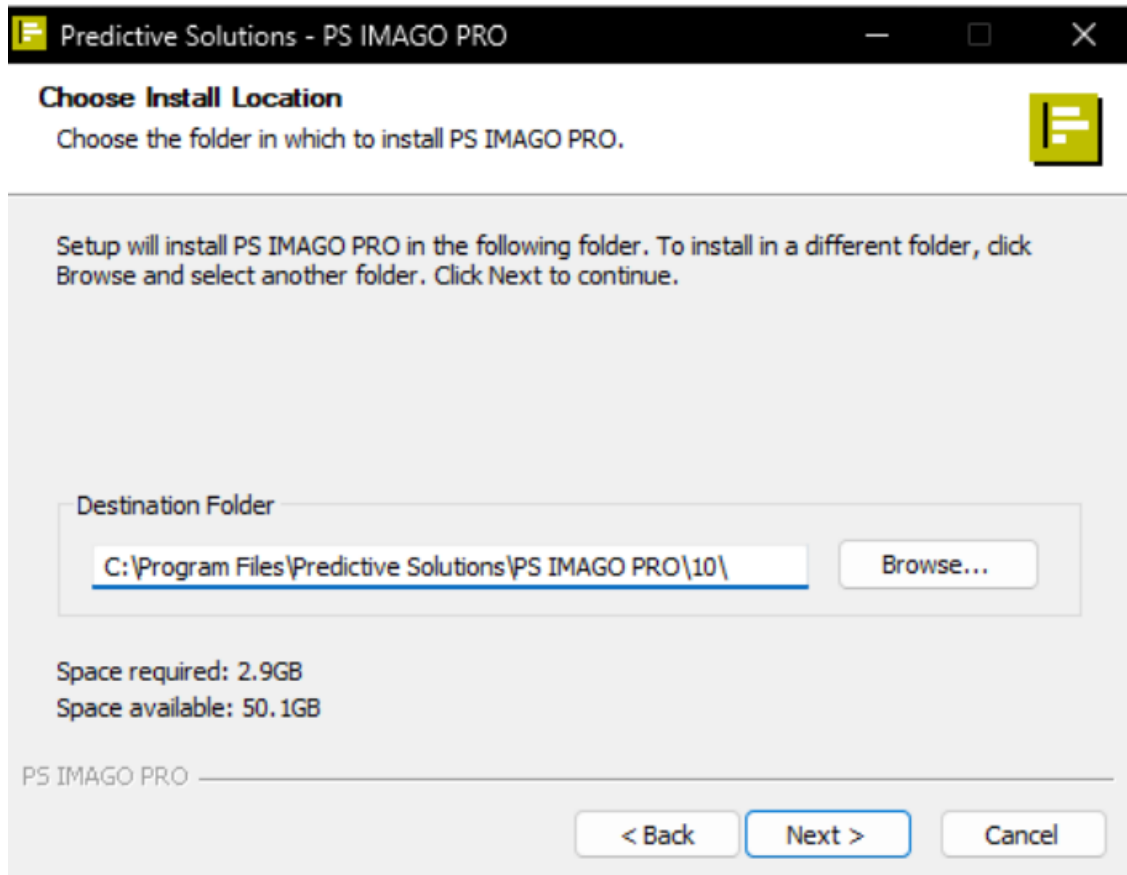 Predictive Solutions - PS IMAGO PRO
Choose Install Location
Choose the folder in which to install PS IMAGO PRO.
Setup will install PS IMAGO PRO in the following folder. To install in a different folder, click
Browse and select another folder. Click Next to continue.
Destination Folder
C:\Program Files\Predictive Solutions\PS IMAGO PRO\10\
Browse...
Space required: 2.9GB
Space available: 50.1GB
PS IMAGO PRO
< Back
Next >
Cancel